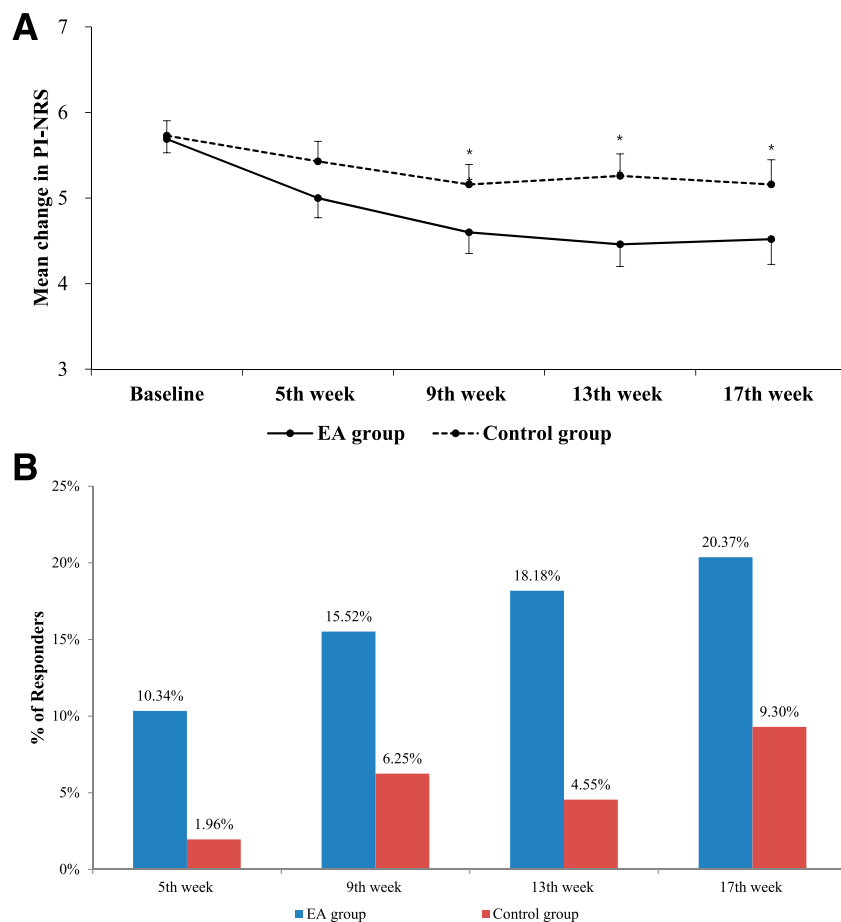 A
Mean change in PI-NRS
7
6
5
4
3
*
*
*
Baseline 5th week 9th week 13th week 17th week
EA group Control group
B
% of Responders
25%
20%
15%
10%
5%
0%
10.34%
1.96%
15.52%
6.25%
18.18%
4.55%
20.37%
9.30%
5th week 9th week 13th week 17th week
EA group Control group